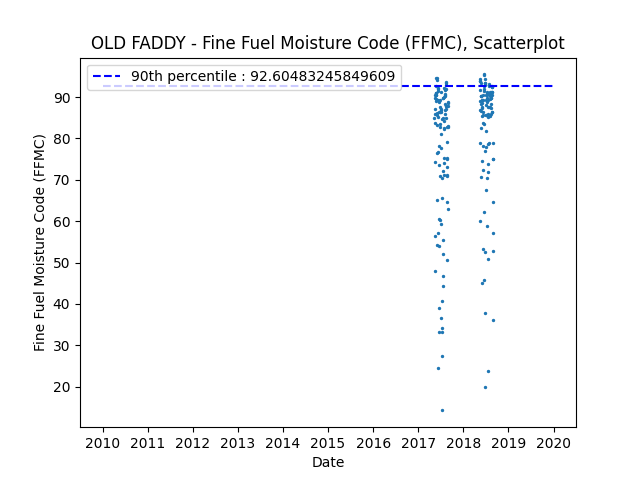 OLD FADDY - Fine Fuel Moisture Code (FFMC), Scatterplot
90th percentile : 92.60483245849609
90
80
70
60
50
40
30
20
Fine Fuel Moisture Code (FFMC)
2010 2011 2012 2013 2014 2015 2016 2017 2018 2019 2020
Date